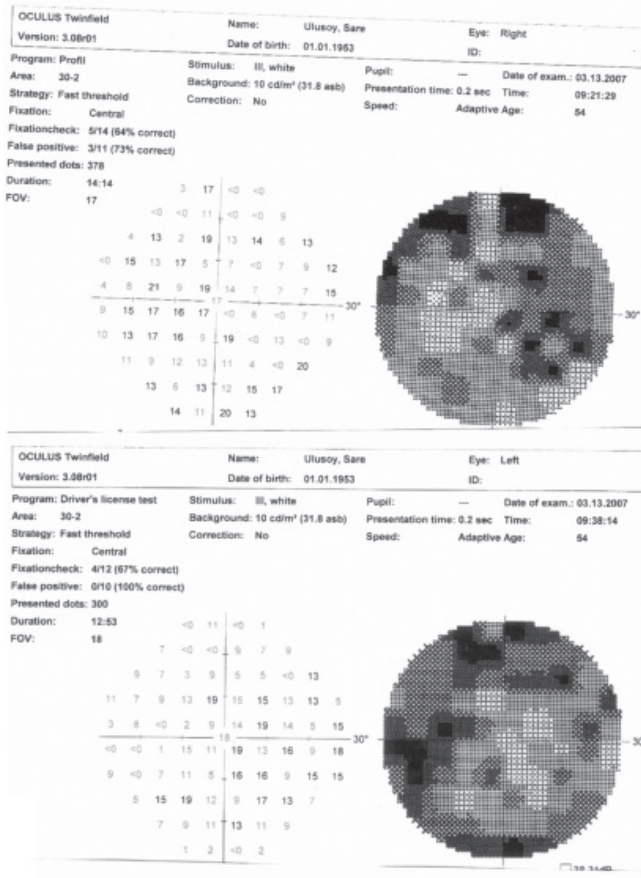 OCULUS Twinfield Name: Ulusoy, Sare Eye: Right
Version: 3.08r01 Date of birth: 01.01.1953 ID:
Program: Profil Stimulus: III, white Pupil: --- Date of exam.: 03.13.2007
Area: 30-2 Background: 10 cd/m² (31.8 asb) Presentation time: 0.2 sec Time: 09:21:29
Strategy: Fast threshold Correction: No Speed: Adaptive Age: 54
Fixation: Central
Fixationcheck: 5/14 (64% correct)
False positive: 3/11 (73% correct)
Presented dots: 378
Duration: 14:14
FOV: 17
3 17 <0 <0
<0 <0 11 <0 <0 9
4 13 2 19 13 14 6 13
<0 15 13 17 5 7 <0 7 9 12
4 8 21 9 19 14 7 7 7 15
17 30°
9 15 17 16 17 <0 8 <0 7 11
10 13 17 16 9 19 <0 13 <0 9
11 9 12 13 11 4 <0 20
13 6 13 12 15 17
14 11 20 13
30°
OCULUS Twinfield Name: Ulusoy, Sare Eye: Left
Version: 3.08r01 Date of birth: 01.01.1953 ID:
Program: Driver's license test Stimulus: III, white Pupil: --- Date of exam.: 03.13.2007
Area: 30-2 Background: 10 cd/m² (31.8 asb) Presentation time: 0.2 sec Time: 09:38:14
Strategy: Fast threshold Correction: No Speed: Adaptive Age: 54
Fixation: Central
Fixationcheck: 4/12 (67% correct)
False positive: 0/10 (100% correct)
Presented dots: 300
Duration: 12:53
FOV: 18
<0 11 <0 1
7 <0 <0 9 7 9
9 7 3 9 5 5 <0 13
11 7 9 13 19 15 15 13 13 5
3 8 <0 2 9 14 19 14 5 15
18 30°
<0 <0 1 15 11 19 13 16 9 18
9 <0 7 11 5 16 16 9 15 15
5 15 19 12 9 17 13 7
7 9 11 13 11 9
1 2 <0 2